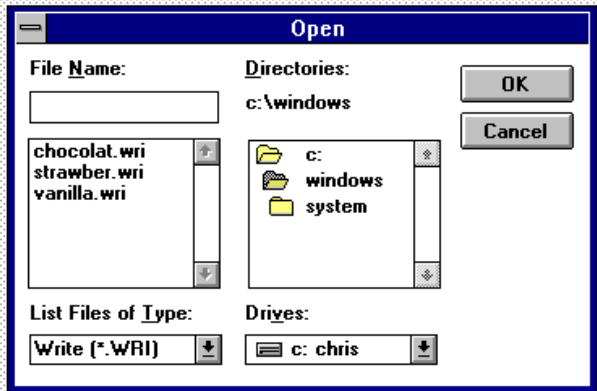 Open
File Name:
chocolat.wri
strawber.wri
vanilla.wri
List Files of Type:
Write (*.WRI)
Directories:
c:\windows
c:
windows
system
Drives:
c: chris
OK
Cancel